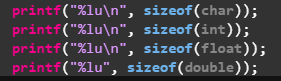 printf("%lu\n", sizeof(char));
printf("%lu\n", sizeof(int));
printf("%lu\n", sizeof(float));
printf("%lu", sizeof(double));